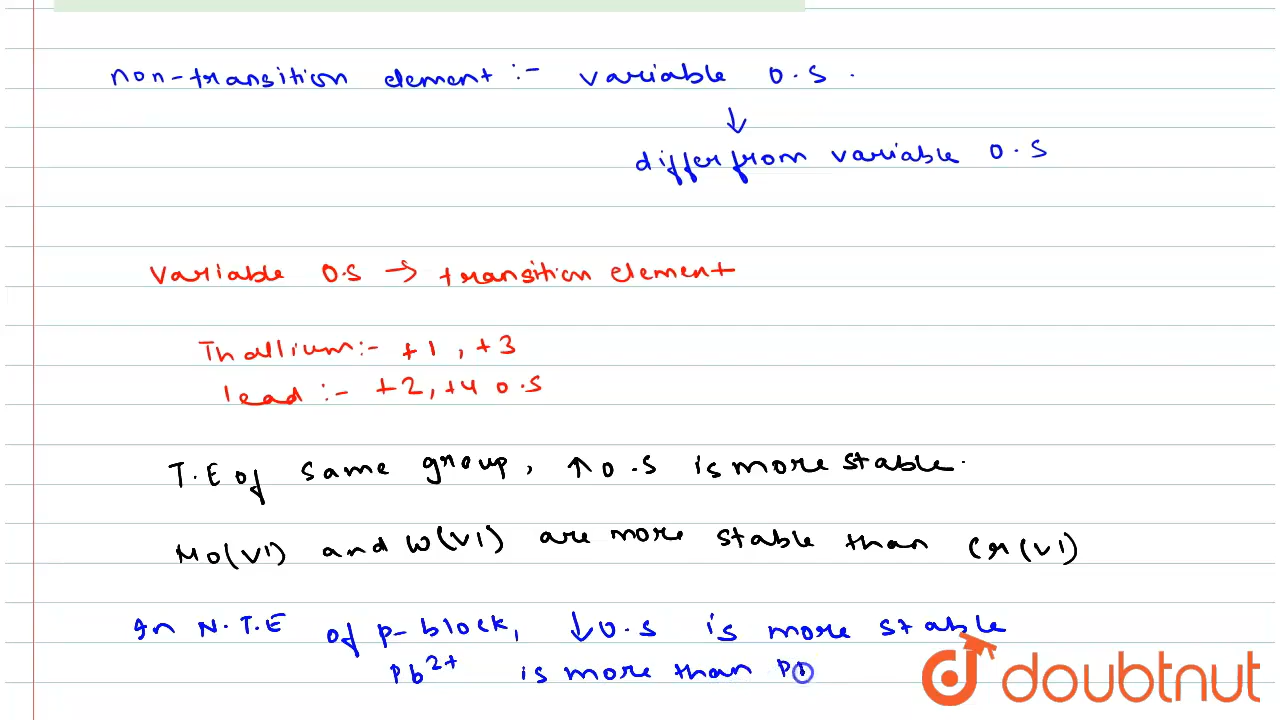 non-transition element :- variable O.S.
↓
differ from variable O.S
Variable O.S → transition element
Thallium :- +1, +3
lead :- +2, +4 O.S
T.E of same group, ↑ O.S is more stable.
Mo(VI) and W(VI) are more stable than Cr(VI)
In N.T.E of p-block, ↓ O.S is more stable
Pb²⁺ is more than Pb
doubtnut